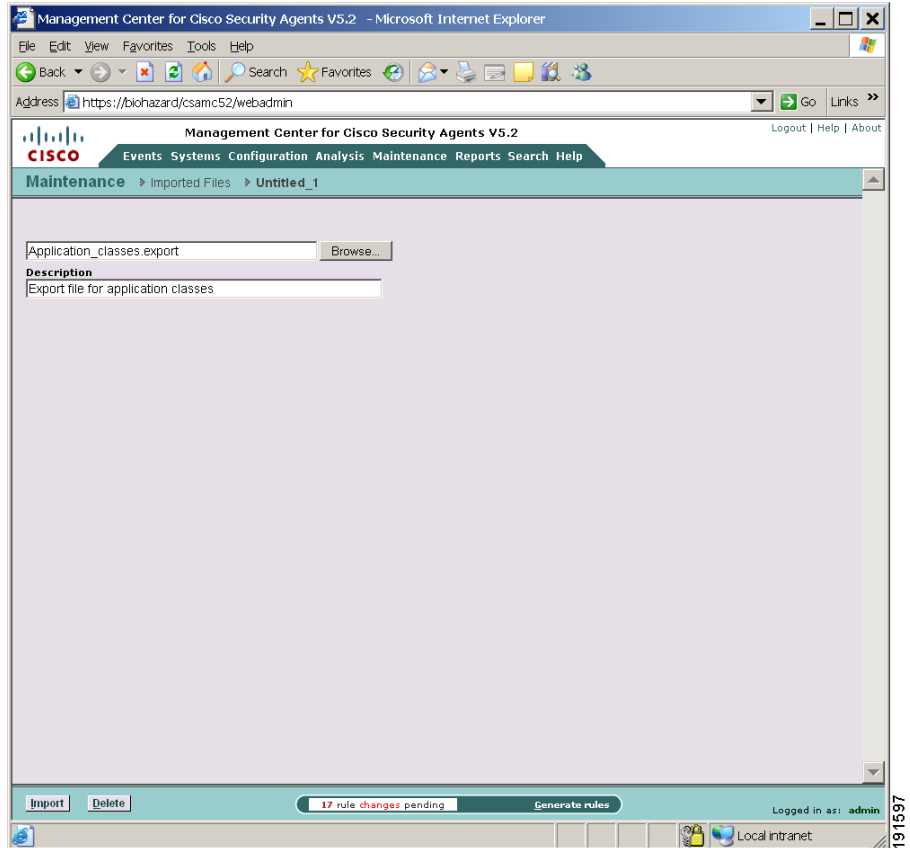 Management Center for Cisco Security Agents V5.2 - Microsoft Internet Explorer
File Edit View Favorites Tools Help
Back Search Favorites
Address https://biohazard/csamc52/webadmin Go Links »
Management Center for Cisco Security Agents V5.2 Logout | Help | About
CISCO Events Systems Configuration Analysis Maintenance Reports Search Help
Maintenance Imported Files Untitled_1
Application_classes.export Browse...
Description
Export file for application classes
Import Delete 17 rule changes pending Generate rules Logged in as: admin
Local intranet
191597